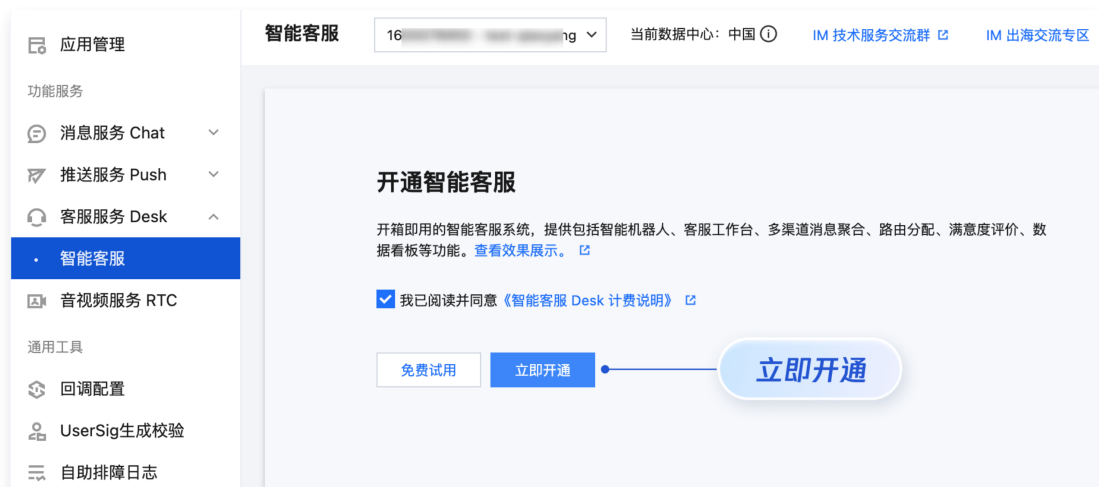 应用管理
功能服务
消息服务 Chat
推送服务 Push
客服服务 Desk
智能客服
音视频服务 RTC
通用工具
回调配置
UserSig生成校验
自助排障日志
智能客服
16
ng
当前数据中心：中国
IM 技术服务交流群
IM 出海交流专区
开通智能客服
开箱即用的智能客服系统，提供包括智能机器人、客服工作台、多渠道消息聚合、路由分配、满意度评价、数
据看板等功能。查看效果展示。
我已阅读并同意《智能客服 Desk 计费说明》
免费试用
立即开通
立即开通